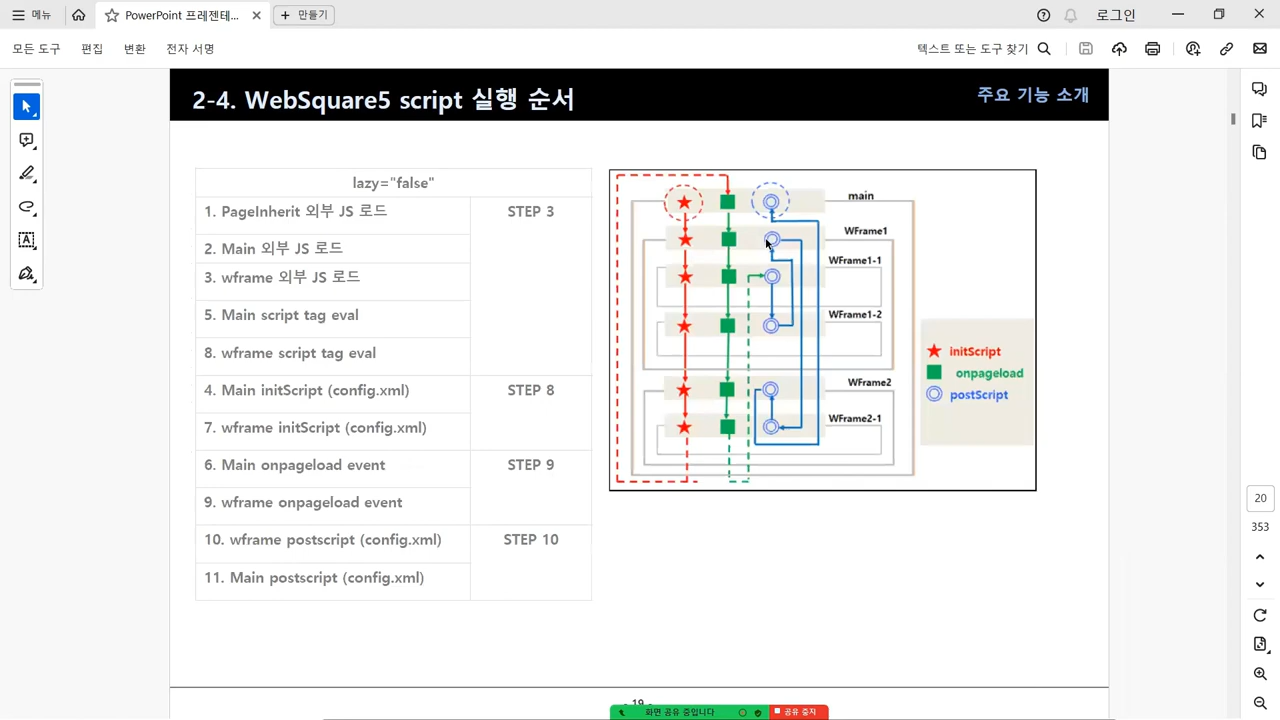 메뉴
PowerPoint 프레젠테...
만들기
로그인
모든 도구
편집
변환
전자 서명
텍스트 또는 도구 찾기
2-4. WebSquare5 script 실행 순서
주요 기능 소개
lazy="false"
1. PageInherit 외부 JS 로드
STEP 3
2. Main 외부 JS 로드
3. wframe 외부 JS 로드
5. Main script tag eval
8. wframe script tag eval
4. Main initScript (config.xml)
STEP 8
7. wframe initScript (config.xml)
6. Main onpageload event
STEP 9
9. wframe onpageload event
10. wframe postscript (config.xml)
STEP 10
11. Main postscript (config.xml)
main
WFrame1
WFrame1-1
WFrame1-2
WFrame2
WFrame2-1
initScript
onpageload
postScript
20
353
- 19 -
화면 공유 중입니다
공유 중지